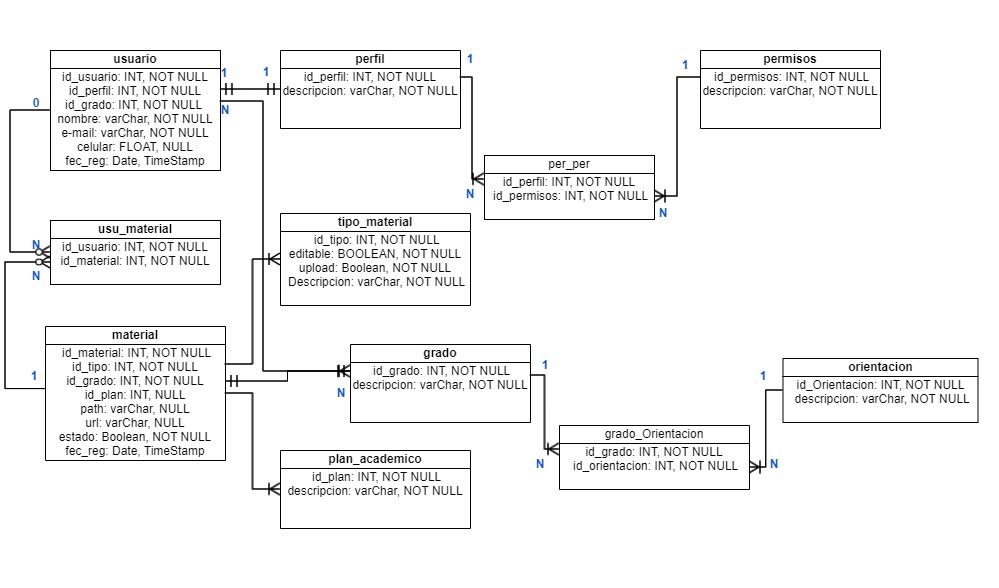 usuario
id_usuario: INT, NOT NULL
id_perfil: INT, NOT NULL
id_grado: INT, NOT NULL
nombre: varChar, NOT NULL
e-mail: varChar, NOT NULL
celular: FLOAT, NULL
fec_reg: Date, TimeStamp
1
1
N
0
perfil
id_perfil: INT, NOT NULL
descripcion: varChar, NOT NULL
1
N
permisos
id_permisos: INT, NOT NULL
descripcion: varChar, NOT NULL
1
N
per_per
id_perfil: INT, NOT NULL
id_permisos: INT, NOT NULL
usu_material
id_usuario: INT, NOT NULL
id_material: INT, NOT NULL
N
N
tipo_material
id_tipo: INT, NOT NULL
editable: BOOLEAN, NOT NULL
upload: Boolean, NOT NULL
Descripcion: varChar, NOT NULL
material
id_material: INT, NOT NULL
id_tipo: INT, NOT NULL
id_grado: INT, NOT NULL
id_plan: INT, NULL
path: varChar, NULL
url: varChar, NULL
estado: Boolean, NOT NULL
fec_reg: Date, TimeStamp
1
grado
id_grado: INT, NOT NULL
descripcion: varChar, NOT NULL
N
1
orientacion
id_Orientacion: INT, NOT NULL
descripcion: varChar, NOT NULL
1
grado_Orientacion
id_grado: INT, NOT NULL
id_orientacion: INT, NOT NULL
N
N
plan_academico
id_plan: INT, NOT NULL
descripcion: varChar, NOT NULL